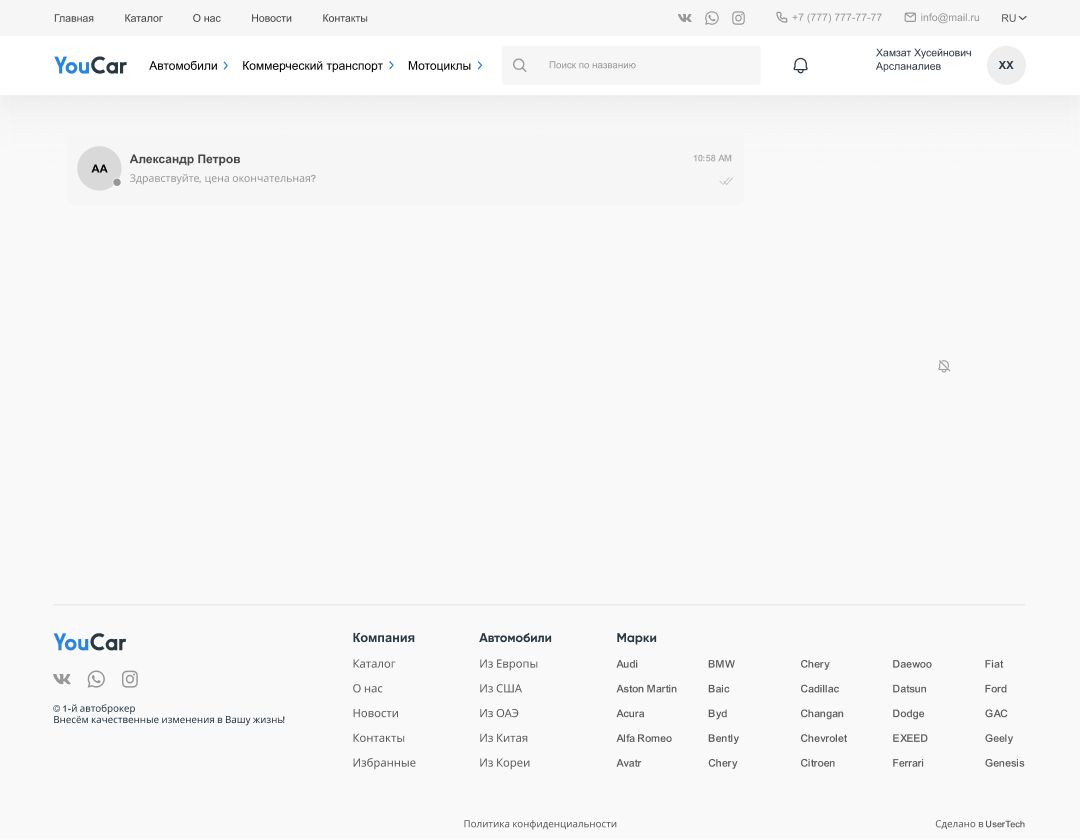 Главная Каталог О нас Новости Контакты +7 (777) 777-77-77 info@mail.ru RU
YouCar Автомобили Коммерческий транспорт Мотоциклы Поиск по названию Хамзат Хусейнович
Арсланалиев
XX
AA Александр Петров 10:58 AM
Здравствуйте, цена окончательная?
YouCar
© 1-й автоброкер
Внесём качественные изменения в Вашу жизнь!
Компания
Каталог
О нас
Новости
Контакты
Избранные
Автомобили
Из Европы
Из США
Из ОАЭ
Из Китая
Из Кореи
Марки
Audi BMW Chery Daewoo Fiat
Aston Martin Baic Cadillac Datsun Ford
Acura Byd Changan Dodge GAC
Alfa Romeo Bently Chevrolet EXEED Geely
Avatr Chery Citroen Ferrari Genesis
Политика конфиденциальности Сделано в UserTech